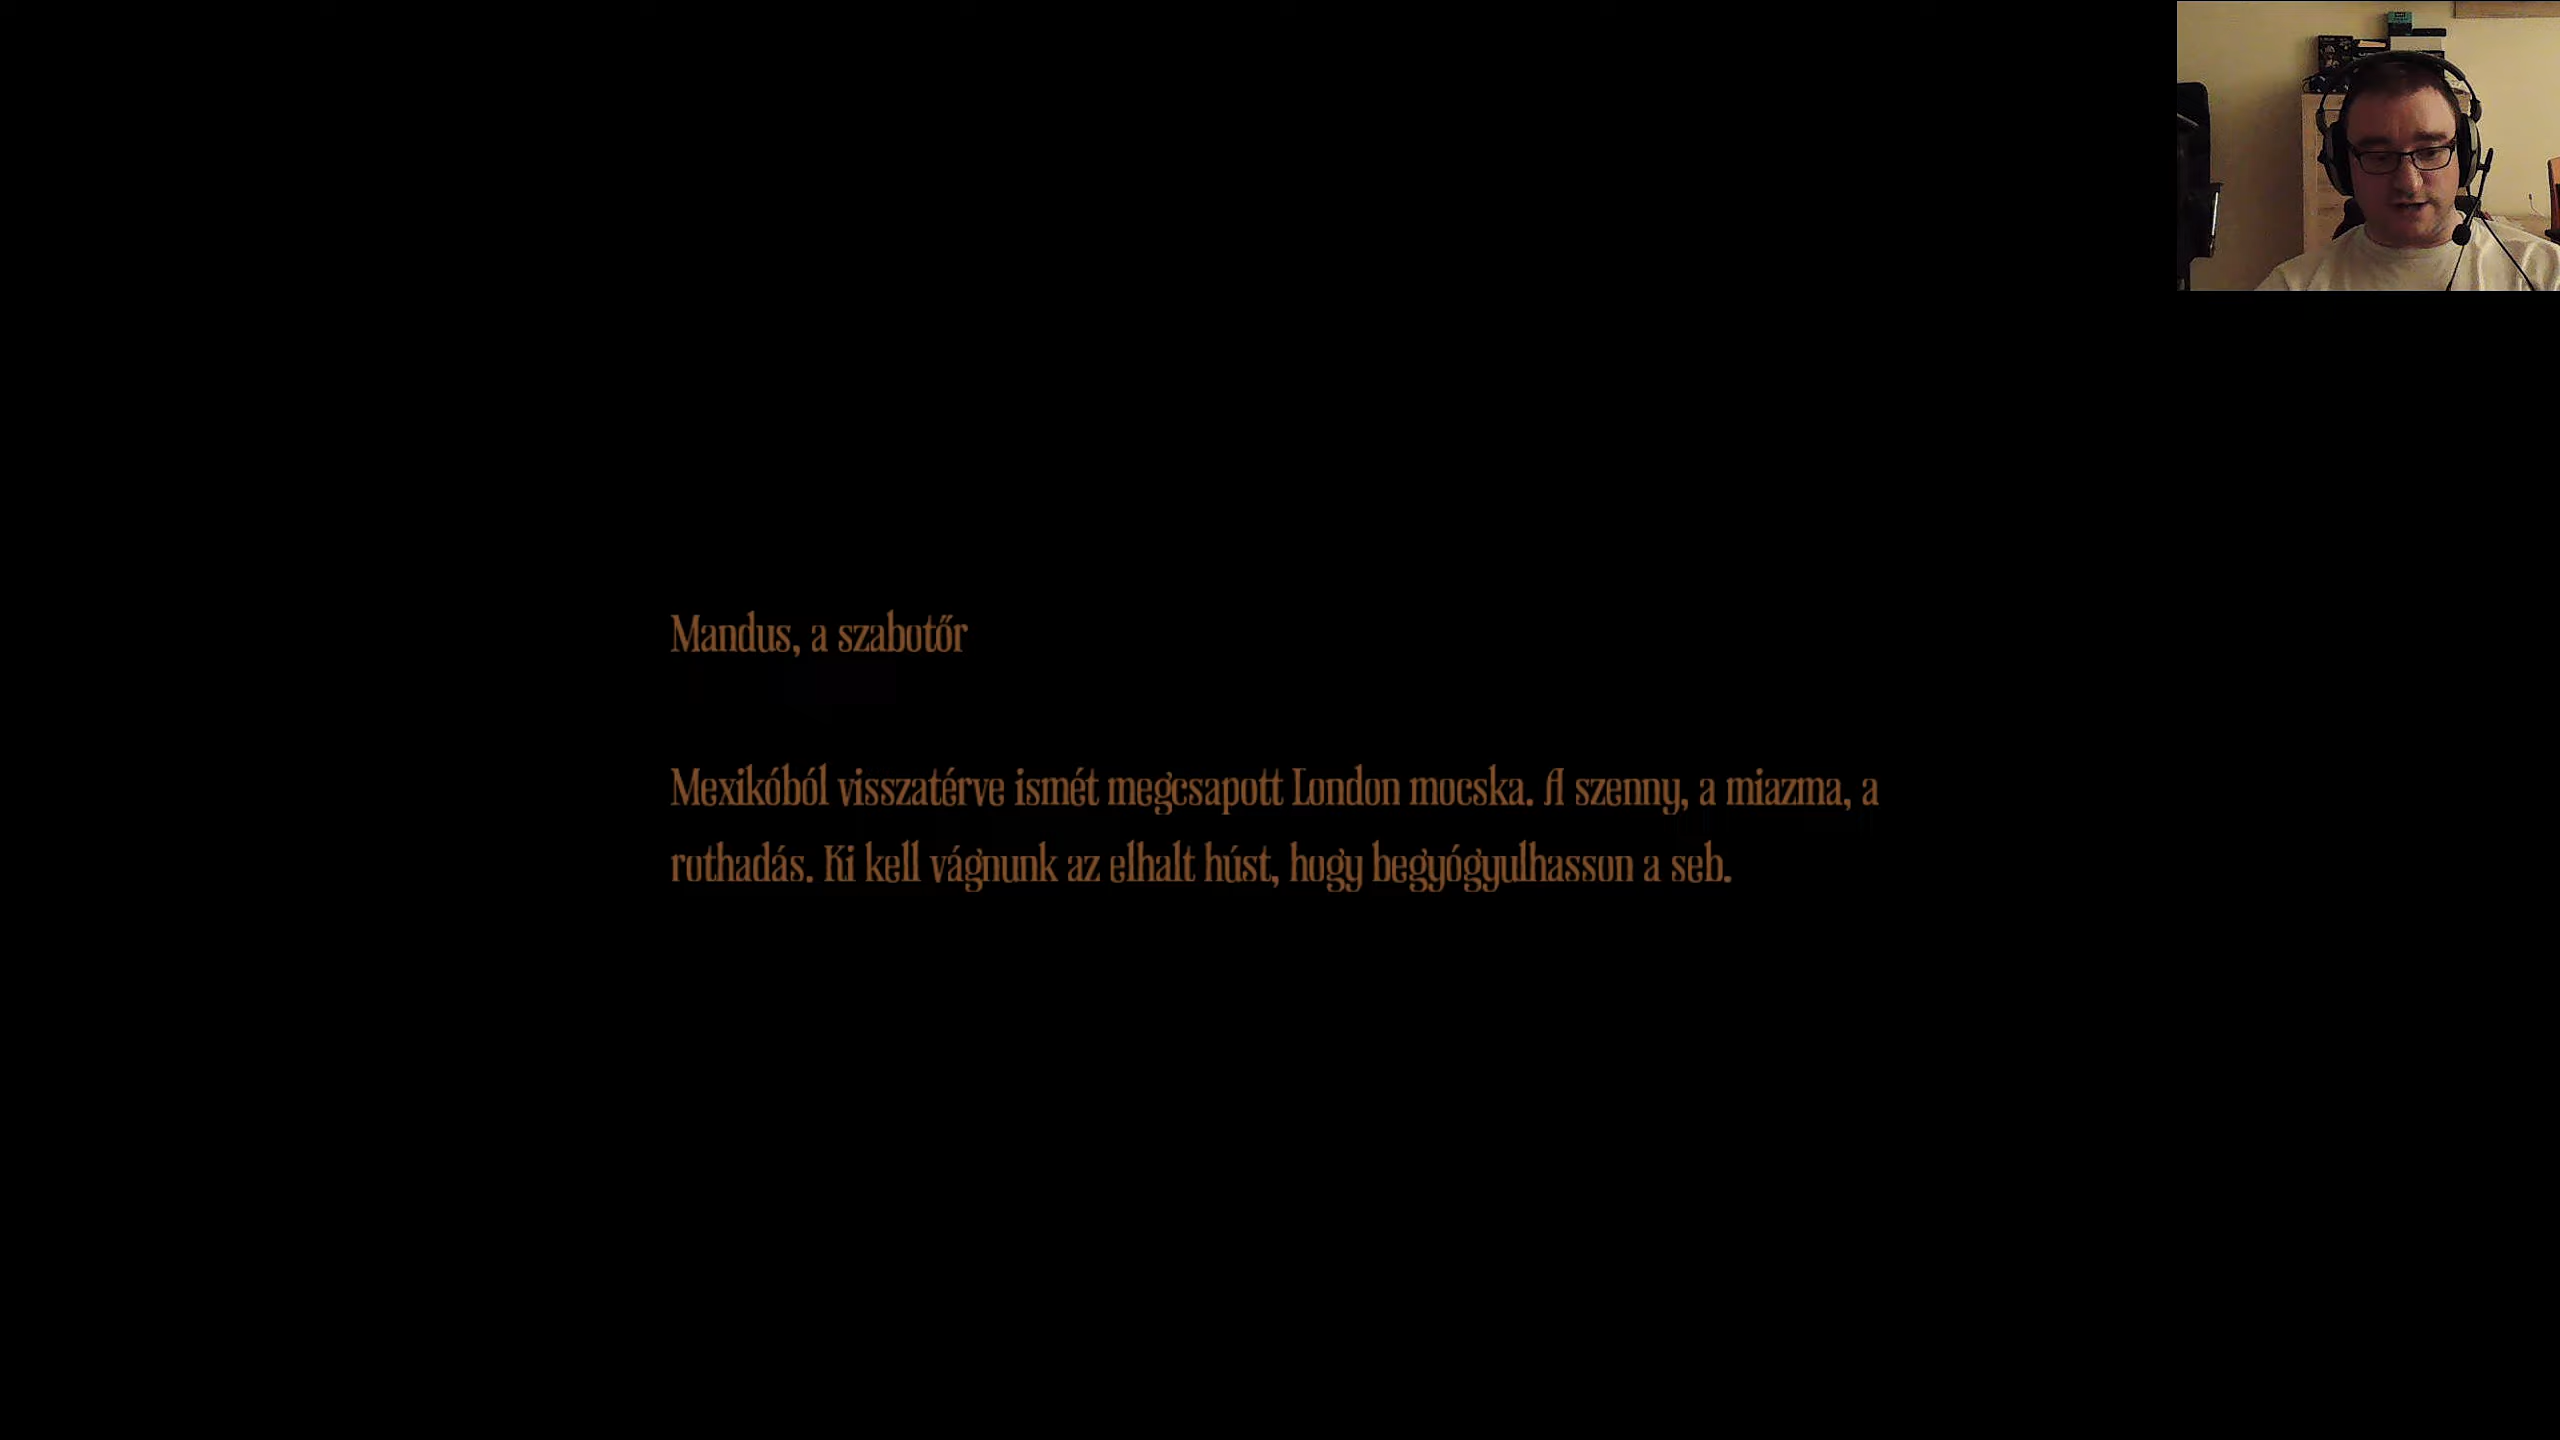 Mandus, a szabotőr
Mexikóból visszatérve ismét megcsapott London mocska. A szenny, a miazma, a
rothadás. Ki kell vágnunk az elhalt húst, hogy begyógyulhasson a seb.